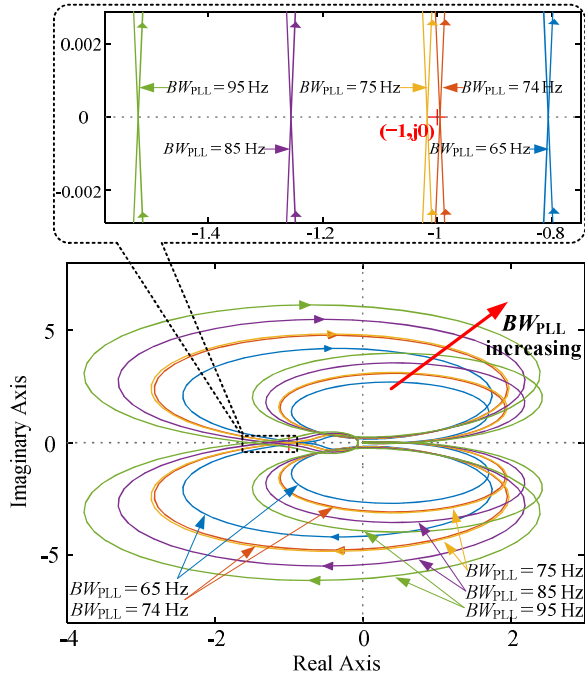 0.002
BW_PLL = 95 Hz
BW_PLL = 75 Hz
BW_PLL = 74 Hz
0
(−1,j0)
BW_PLL = 85 Hz
BW_PLL = 65 Hz
-0.002
-1.4
-1.2
-1
-0.8
5
BW_PLL
increasing
Imaginary Axis
0
-5
BW_PLL = 65 Hz
BW_PLL = 74 Hz
BW_PLL = 75 Hz
BW_PLL = 85 Hz
BW_PLL = 95 Hz
-4
-2
0
2
Real Axis